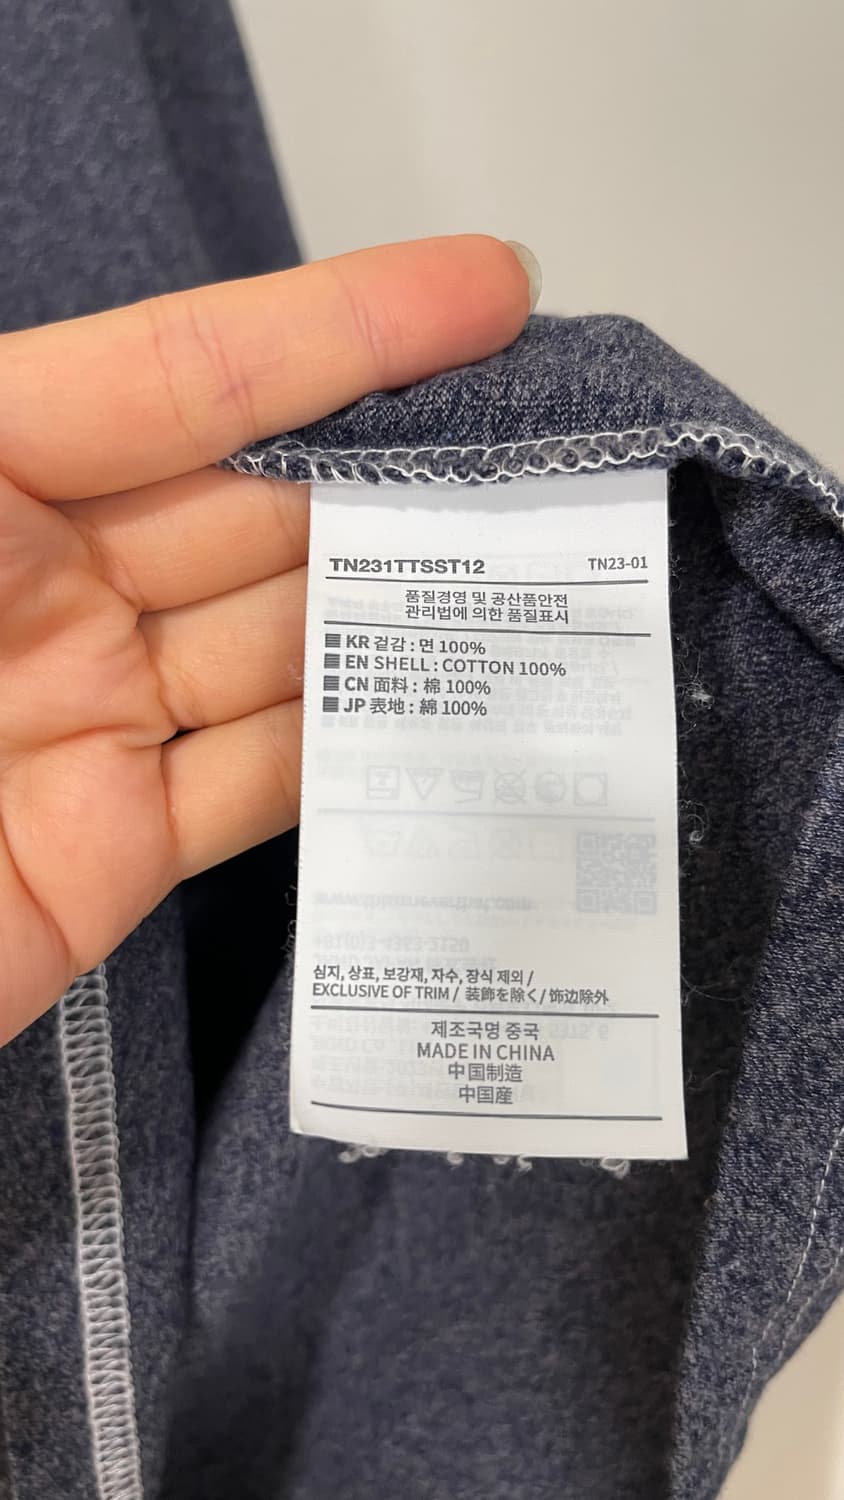 TN231TTSST12 TN23-01
품질경영 및 공산품안전
관리법에 의한 품질표시
KR 겉감 : 면 100%
EN SHELL : COTTON 100%
CN 面料 : 棉 100%
JP 表地 : 綿 100%
심지, 상표, 보강재, 자수, 장식 제외 /
EXCLUSIVE OF TRIM / 装飾を除く/ 饰边除外
제조국명 중국
MADE IN CHINA
中国制造
中国産